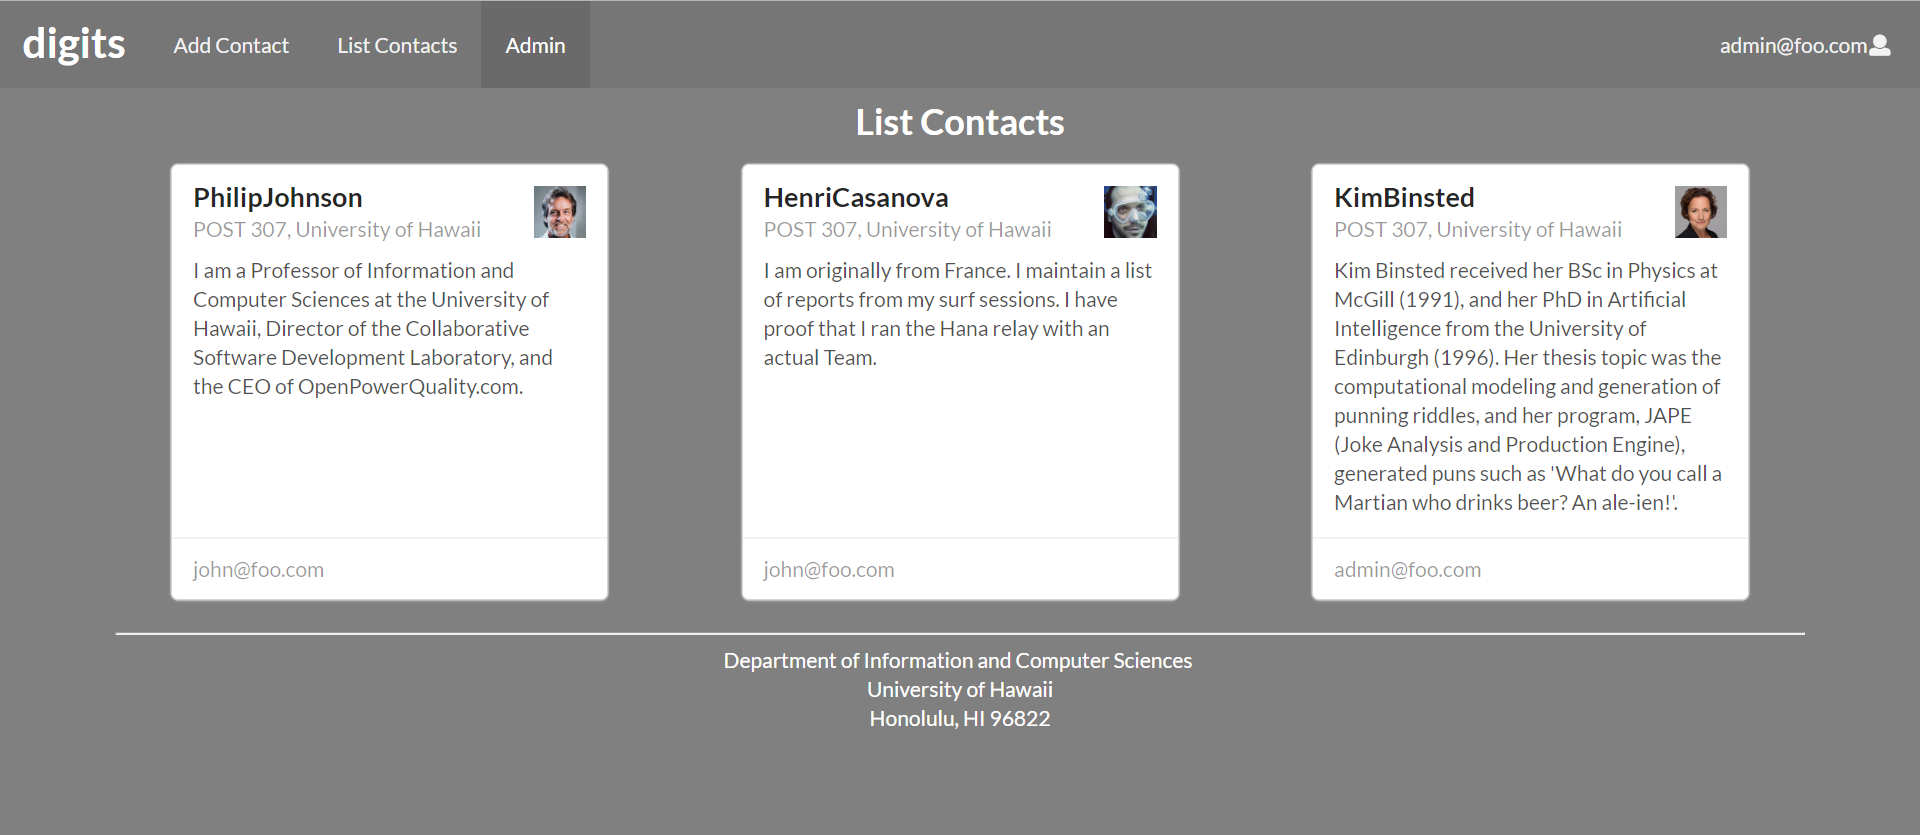 digits
Add Contact
List Contacts
Admin
admin@foo.com
List Contacts
PhilipJohnson
POST 307, University of Hawaii
I am a Professor of Information and
Computer Sciences at the University of
Hawaii, Director of the Collaborative
Software Development Laboratory, and
the CEO of OpenPowerQuality.com.
john@foo.com
HenriCasanova
POST 307, University of Hawaii
I am originally from France. I maintain a list
of reports from my surf sessions. I have
proof that I ran the Hana relay with an
actual Team.
john@foo.com
KimBinsted
POST 307, University of Hawaii
Kim Binsted received her BSc in Physics at
McGill (1991), and her PhD in Artificial
Intelligence from the University of
Edinburgh (1996). Her thesis topic was the
computational modeling and generation of
punning riddles, and her program, JAPE
(Joke Analysis and Production Engine),
generated puns such as 'What do you call a
Martian who drinks beer? An ale-ien!'.
admin@foo.com
Department of Information and Computer Sciences
University of Hawaii
Honolulu, HI 96822